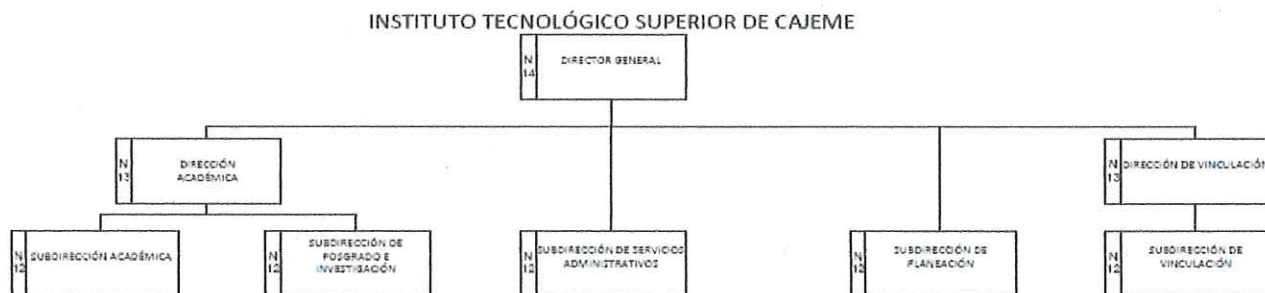 INSTITUTO TECNOLÓGICO SUPERIOR DE CAJEME
N
14
DIRECTOR GENERAL
N
13
DIRECCIÓN
ACADÉMICA
N
13
DIRECCIÓN DE VINCULACIÓN
N
12
SUBDIRECCIÓN ACADÉMICA
N
12
SUBDIRECCIÓN DE
POSGRADO E
INVESTIGACIÓN
N
12
SUBDIRECCIÓN DE SERVICIOS
ADMINISTRATIVOS
N
12
SUBDIRECCIÓN DE
PLANEACIÓN
N
12
SUBDIRECCIÓN DE
VINCULACIÓN